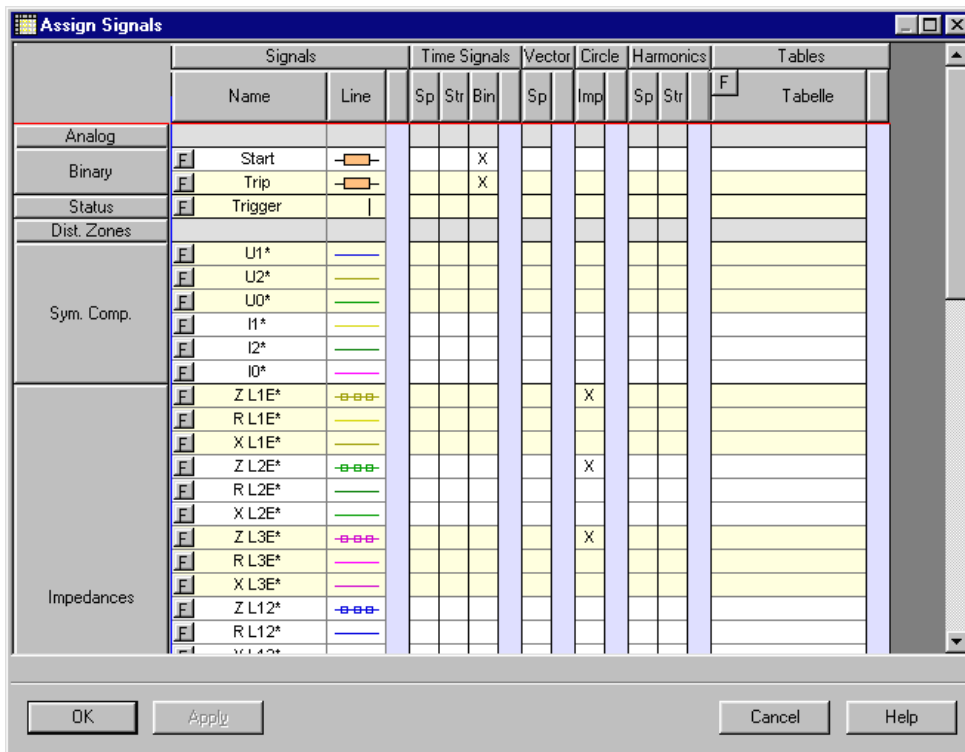 Assign Signals
Signals Time Signals Vector Circle Harmonics Tables
Name Line Sp Str Bin Sp Imp Sp Str F Tabelle
Analog
Binary
F Start X
F Trip X
Status F Trigger
Dist. Zones
Sym. Comp.
F U1*
F U2*
F U0*
F I1*
F I2*
F I0*
Impedances
F Z L1E* X
F R L1E*
F X L1E*
F Z L2E* X
F R L2E*
F X L2E*
F Z L3E* X
F R L3E*
F X L3E*
F Z L12*
F R L12*
OK Apply Cancel Help